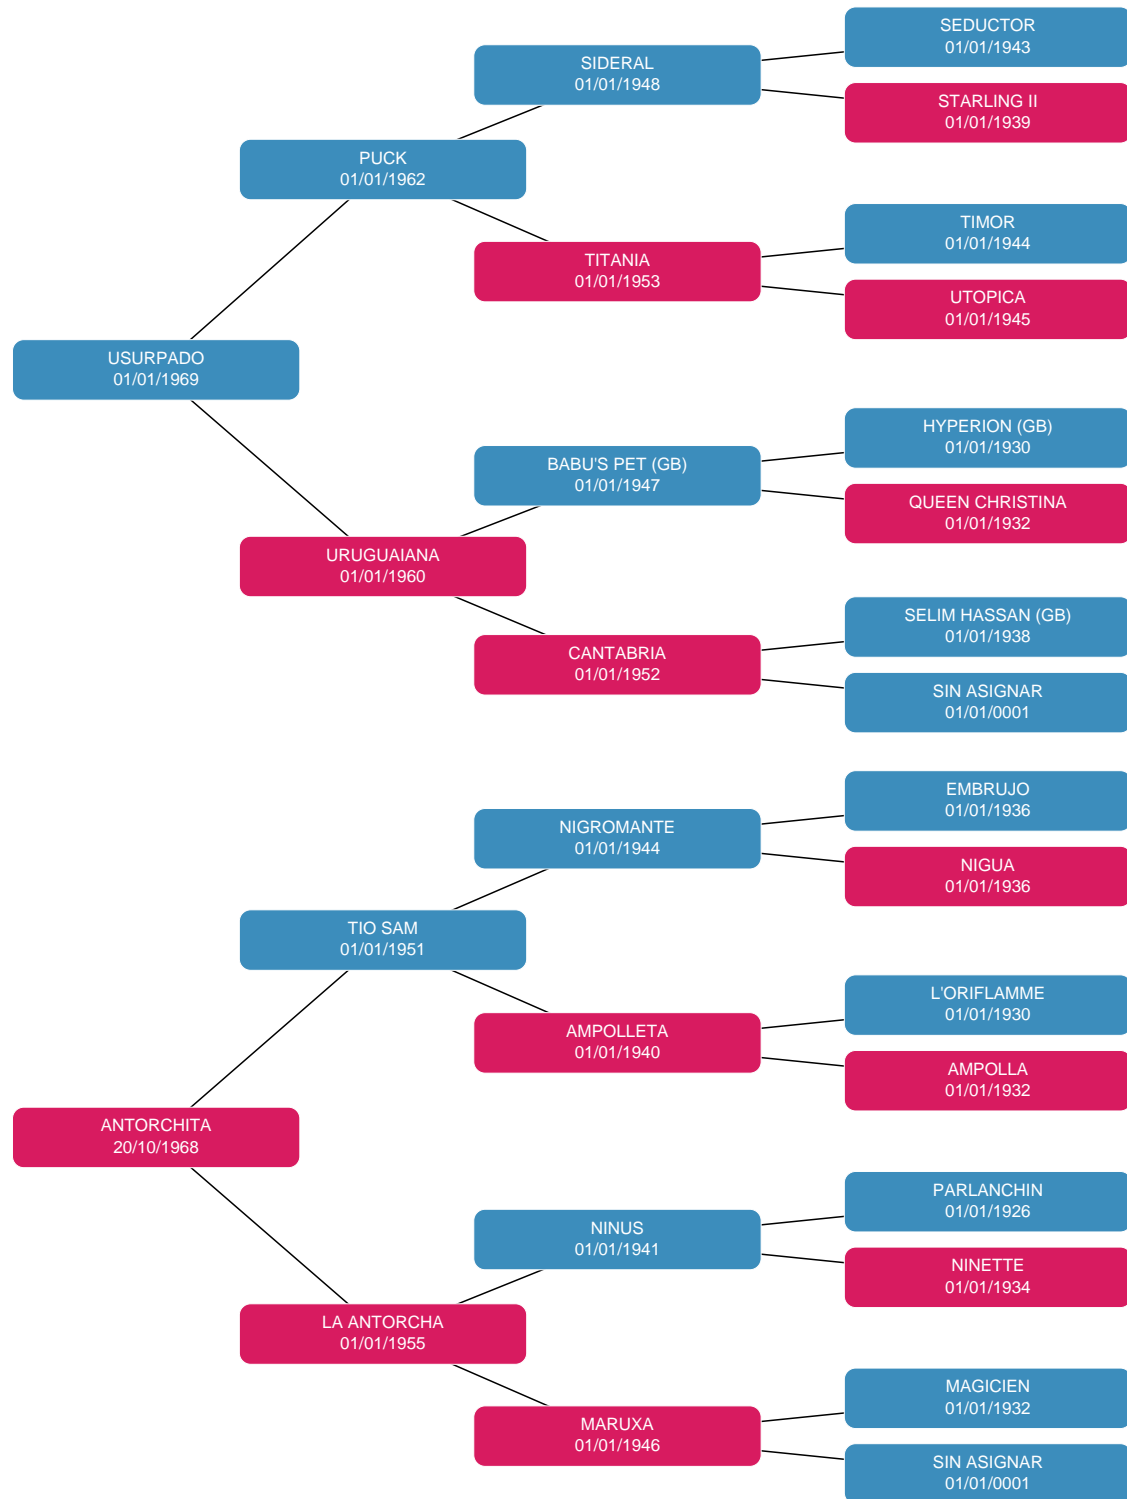 SEDUCTOR
01/01/1943
SIDERAL
01/01/1948
STARLING II
01/01/1939
PUCK
01/01/1962
TIMOR
01/01/1944
TITANIA
01/01/1953
UTOPICA
01/01/1945
USURPADO
01/01/1969
HYPERION (GB)
01/01/1930
BABU'S PET (GB)
01/01/1947
QUEEN CHRISTINA
01/01/1932
URUGUAIANA
01/01/1960
SELIM HASSAN (GB)
01/01/1938
CANTABRIA
01/01/1952
SIN ASIGNAR
01/01/0001
EMBRUJO
01/01/1936
NIGROMANTE
01/01/1944
NIGUA
01/01/1936
TIO SAM
01/01/1951
L'ORIFLAMME
01/01/1930
AMPOLLETA
01/01/1940
AMPOLLA
01/01/1932
ANTORCHITA
20/10/1968
PARLANCHIN
01/01/1926
NINUS
01/01/1941
NINETTE
01/01/1934
LA ANTORCHA
01/01/1955
MAGICIEN
01/01/1932
MARUXA
01/01/1946
SIN ASIGNAR
01/01/0001